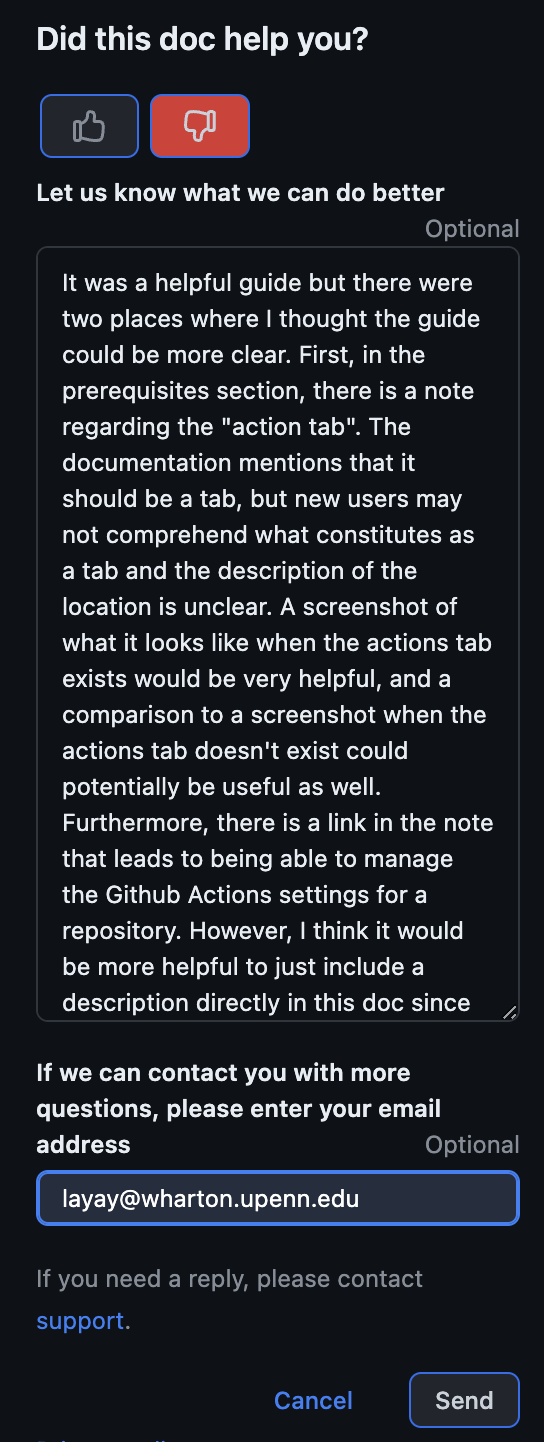 Did this doc help you?
Let us know what we can do better
Optional
It was a helpful guide but there were
two places where I thought the guide
could be more clear. First, in the
prerequisites section, there is a note
regarding the "action tab". The
documentation mentions that it
should be a tab, but new users may
not comprehend what constitutes as
a tab and the description of the
location is unclear. A screenshot of
what it looks like when the actions tab
exists would be very helpful, and a
comparison to a screenshot when the
actions tab doesn't exist could
potentially be useful as well.
Furthermore, there is a link in the note
that leads to being able to manage
the Github Actions settings for a
repository. However, I think it would
be more helpful to just include a
description directly in this doc since
If we can contact you with more
questions, please enter your email
address
Optional
layay@wharton.upenn.edu
If you need a reply, please contact
support.
Cancel
Send